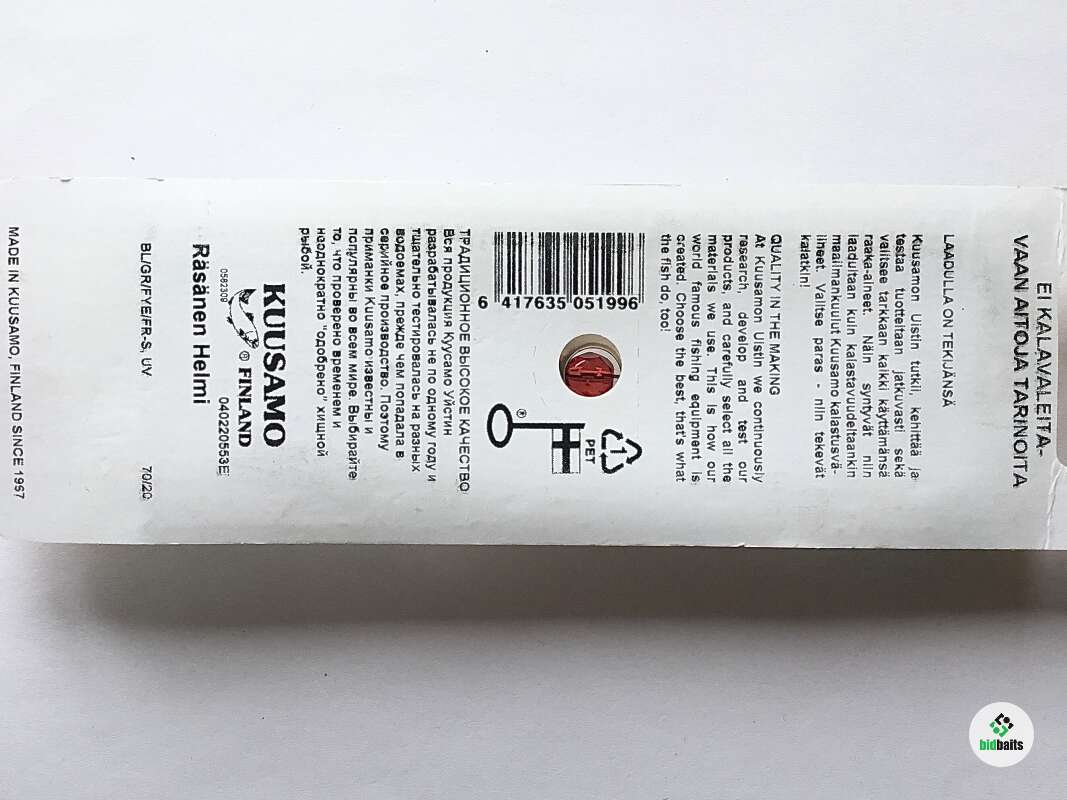 EI KALAVALEITA-
VAAN AITOJA TARINOITA
LAADULLA ON TEKIJÄNSÄ
Kuusamon Uistin tutkii, kehittää ja
testaa tuotteitaan jatkuvasti sekä
valitsee tarkkaan kaikki käyttämänsä
raaka-aineet. Näin syntyvät niin
laadultaan kuin kalastavuudeltaankin
maailmankulut Kuusamo kalastusvä-
lineet. Valitse paras - niin tekevät
kalatkin!
QUALITY IN THE MAKING
At Kuusamon Uistin we continuously
research, develop and test our
products, and carefully select all the
materials we use. This is how our
world famous fishing equipment is
created. Choose the best, that's what
the fish do, too!
1
PET
®
6 417635 051996
ТРАДИЦИОННОЕ ВЫСОКОЕ КАЧЕСТВО
Вся продукция Куусамо Уйстин
разрабатывалась не по одному году и
тщательно тестировалась на разных
водоемах, прежде чем попадала в
серийное производство. Поэтому
приманки Kuusamo известны и
популярны во всем мире. Выбирайте
то, что проверено временем и
неоднократно "одобрено" хищной
рыбой.
KUUSAMO
® FINLAND
0582309 040220553E
Räsänen Helmi
BL/GR/FYE/FR-S, UV 70/20
MADE IN KUUSAMO, FINLAND SINCE 1957
bidbaits